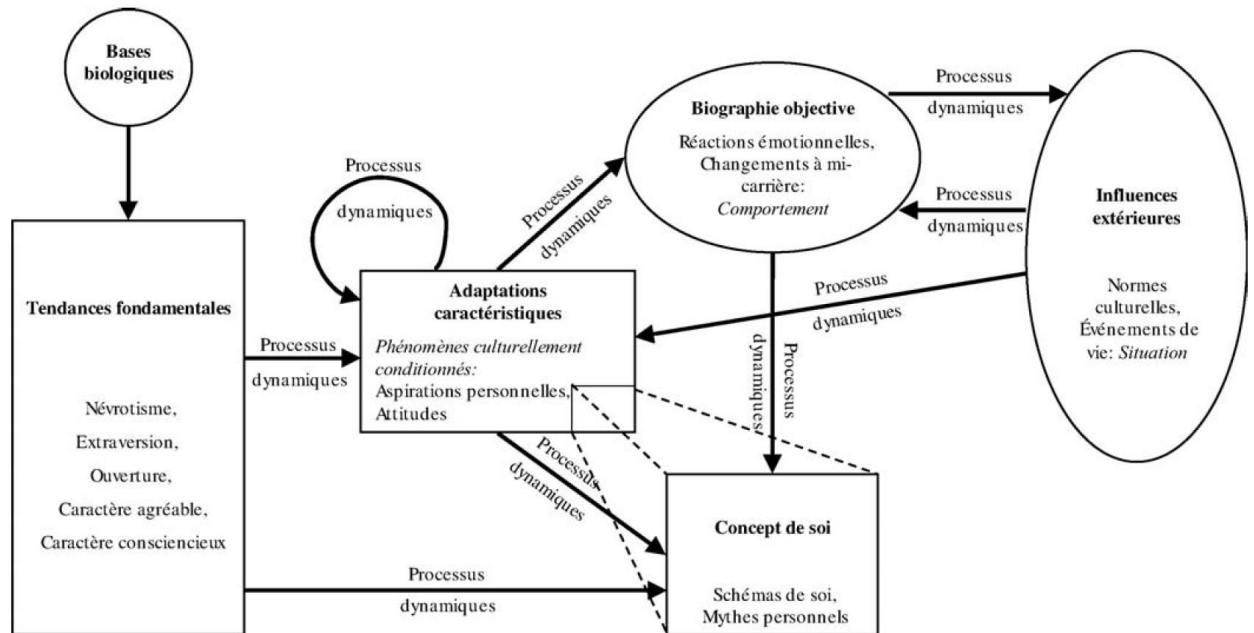 Bases
biologiques
Tendances fondamentales
Névrotisme,
Extraversion,
Ouverture,
Caractère agréable,
Caractère consciencieux
Processus
dynamiques
Processus
dynamiques
Adaptations
caractéristiques
Phénomènes culturellement
conditionnés:
Aspirations personnelles,
Attitudes
Processus
dynamiques
Biographie objective
Réactions émotionnelles,
Changements à mi-
carrière:
Comportement
Processus
dynamiques
Processus
dynamiques
Influences
extérieures
Normes
culturelles,
Événements de
vie: Situation
Processus
dynamiques
Processus
dynamiques
Processus
dynamiques
Processus
dynamiques
Concept de soi
Schémas de soi,
Mythes personnels